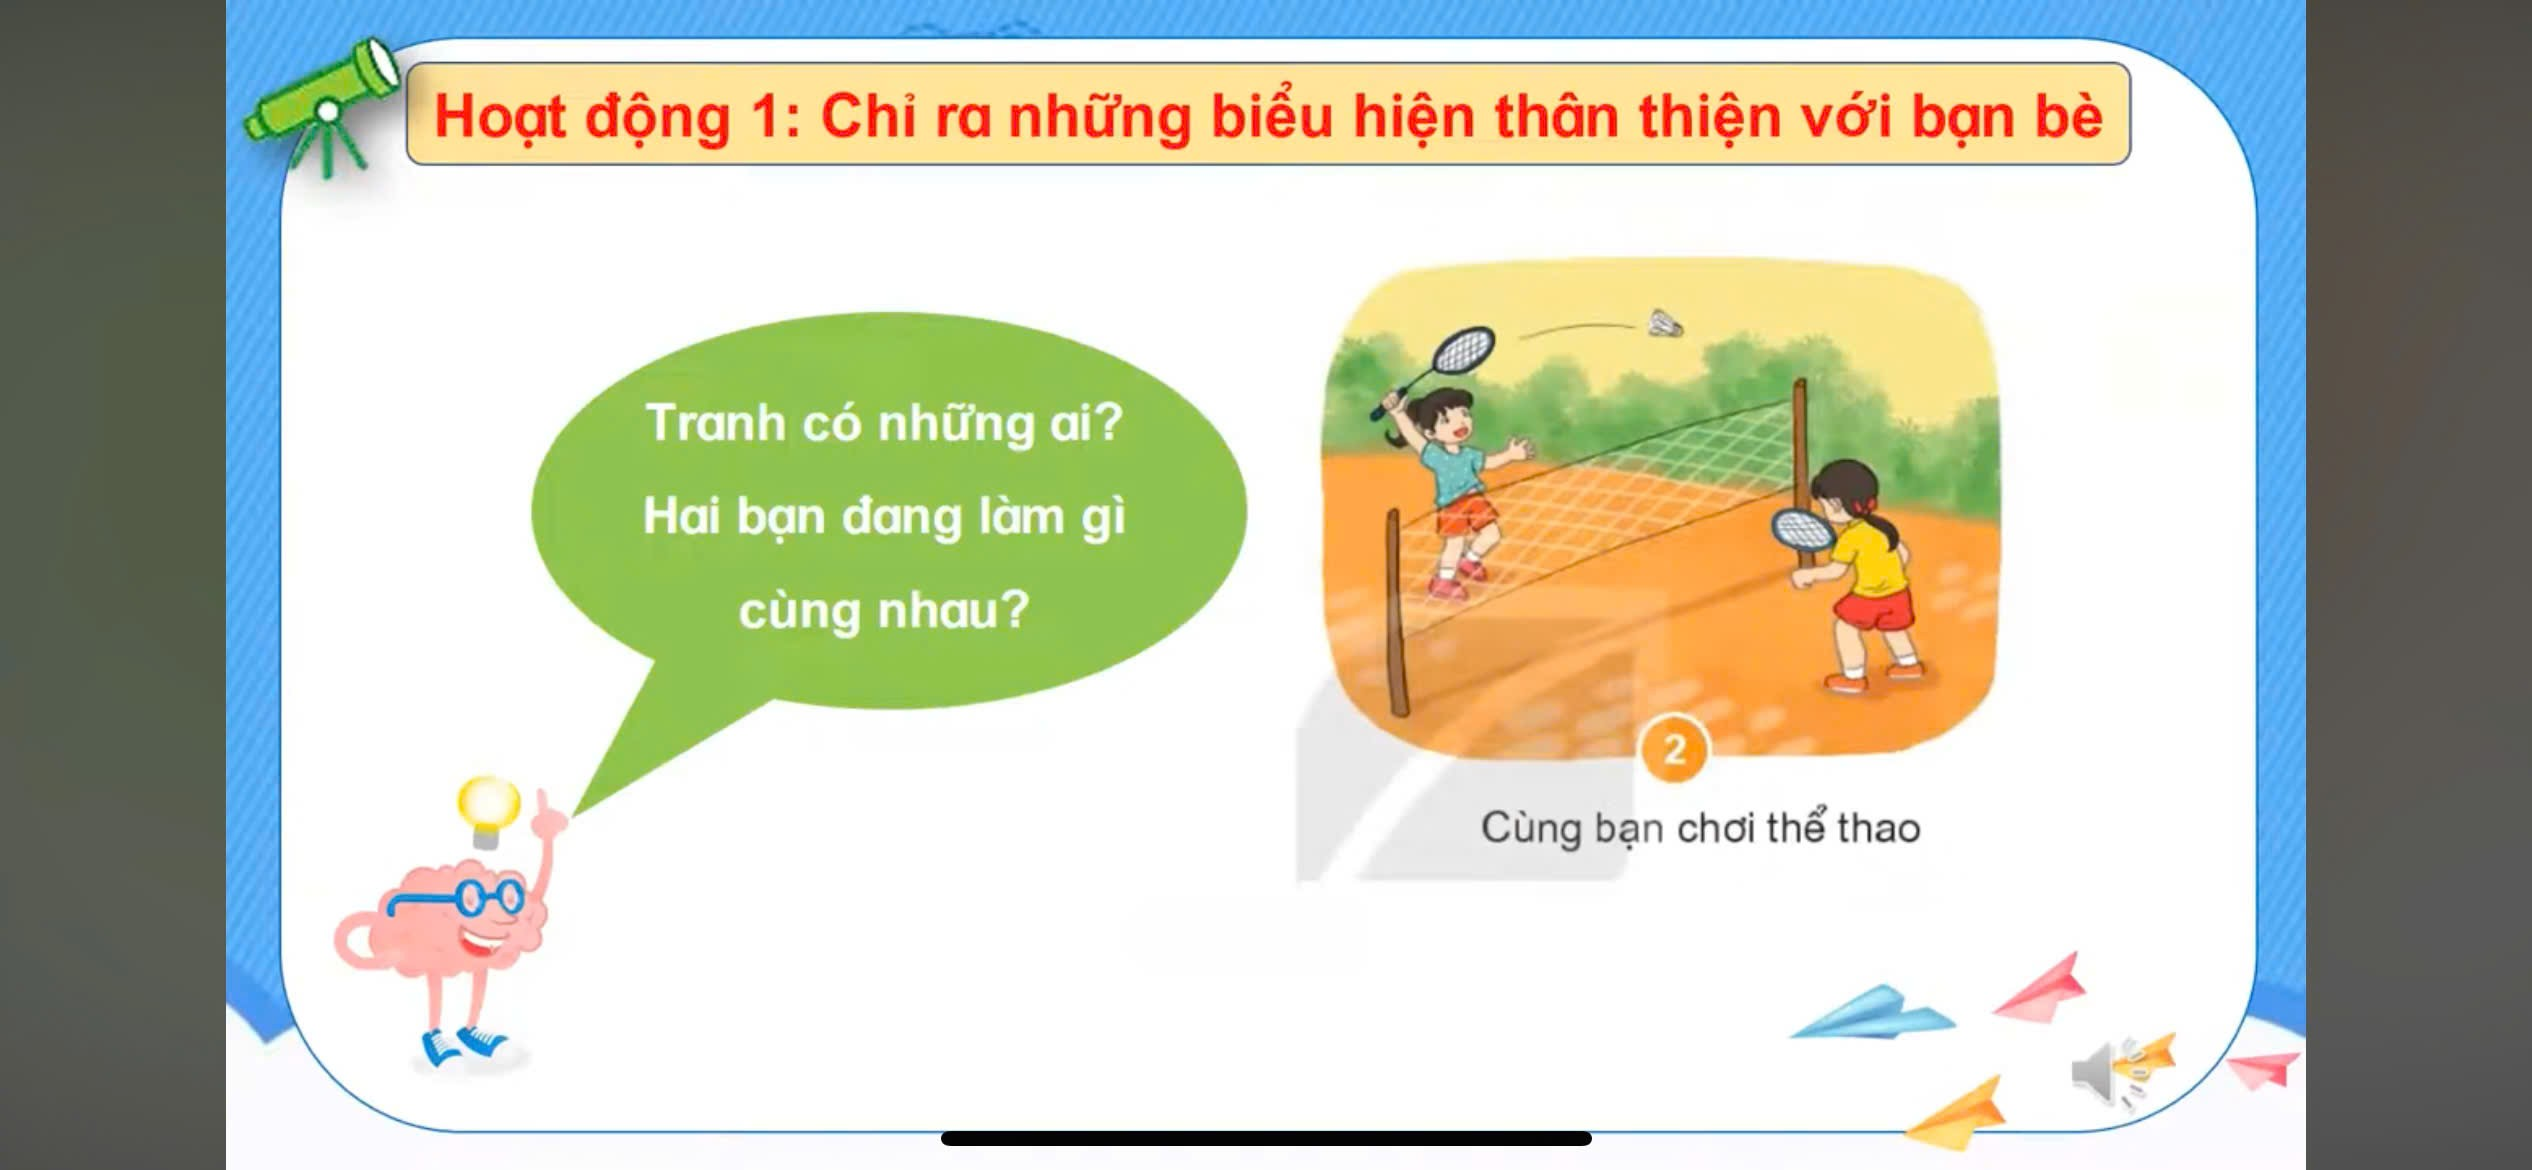 Hoạt động 1: Chỉ ra những biểu hiện thân thiện với bạn bè
Tranh có những ai?
Hai bạn đang làm gì
cùng nhau?
2
Cùng bạn chơi thể thao